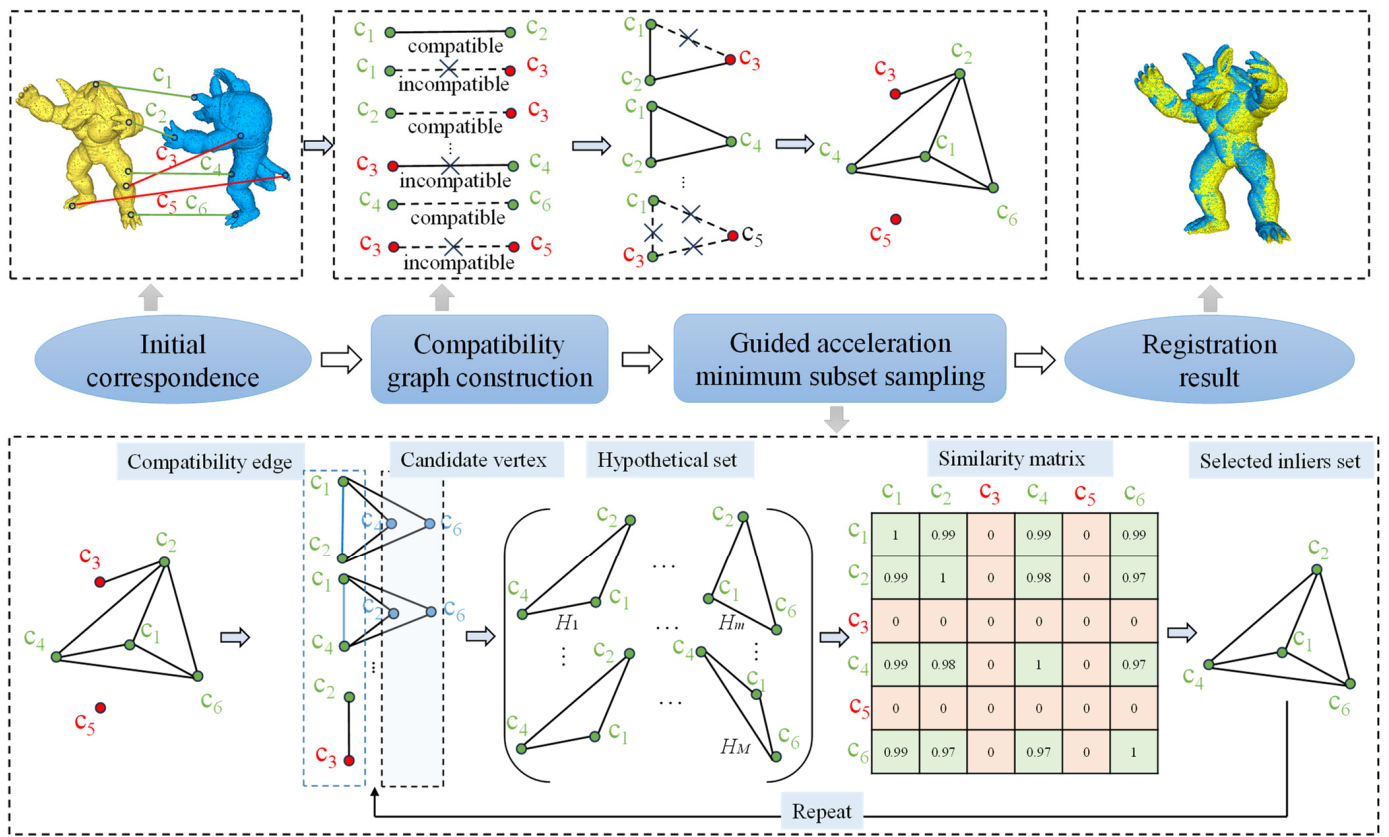 c1
c2
c3
c4
c5
c6
c1 compatible c2
c1 incompatible c3
c2 compatible c3
...
c3 incompatible c4
c4 compatible c6
c3 incompatible c5
c1
c2
c3
c1
c2
c4
...
c1
c3
c5
c2
c3
c4
c1
c6
c5
Initial
correspondence
Compatibility
graph construction
Guided acceleration
minimum subset sampling
Registration
result
Compatibility edge
Candidate vertex
Hypothetical set
Similarity matrix
Selected inliers set
c3
c2
c4
c1
c6
c5
c1
c2
c4
c6
c1
c4
c2
c6
...
c2
c3
c2
c4
c1
H1
...
c2
c1
c6
Hm
...
...
...
c2
c4
c1
...
c4
c1
c6
HM
c1 c2 c3 c4 c5 c6
c1 1 0.99 0 0.99 0 0.99
c2 0.99 1 0 0.98 0 0.97
c3 0 0 0 0 0 0
c4 0.99 0.98 0 1 0 0.97
c5 0 0 0 0 0 0
c6 0.99 0.97 0 0.97 0 1
c2
c1
c4
c6
Repeat